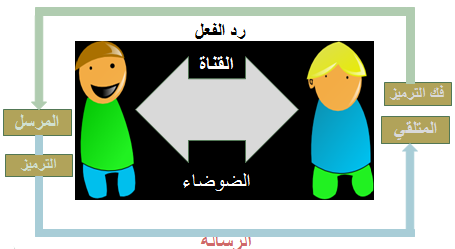 رد الفعل
القناة
فك الترميز
المرسل
المتلقي
الترميز
الضوضاء
الرسالة